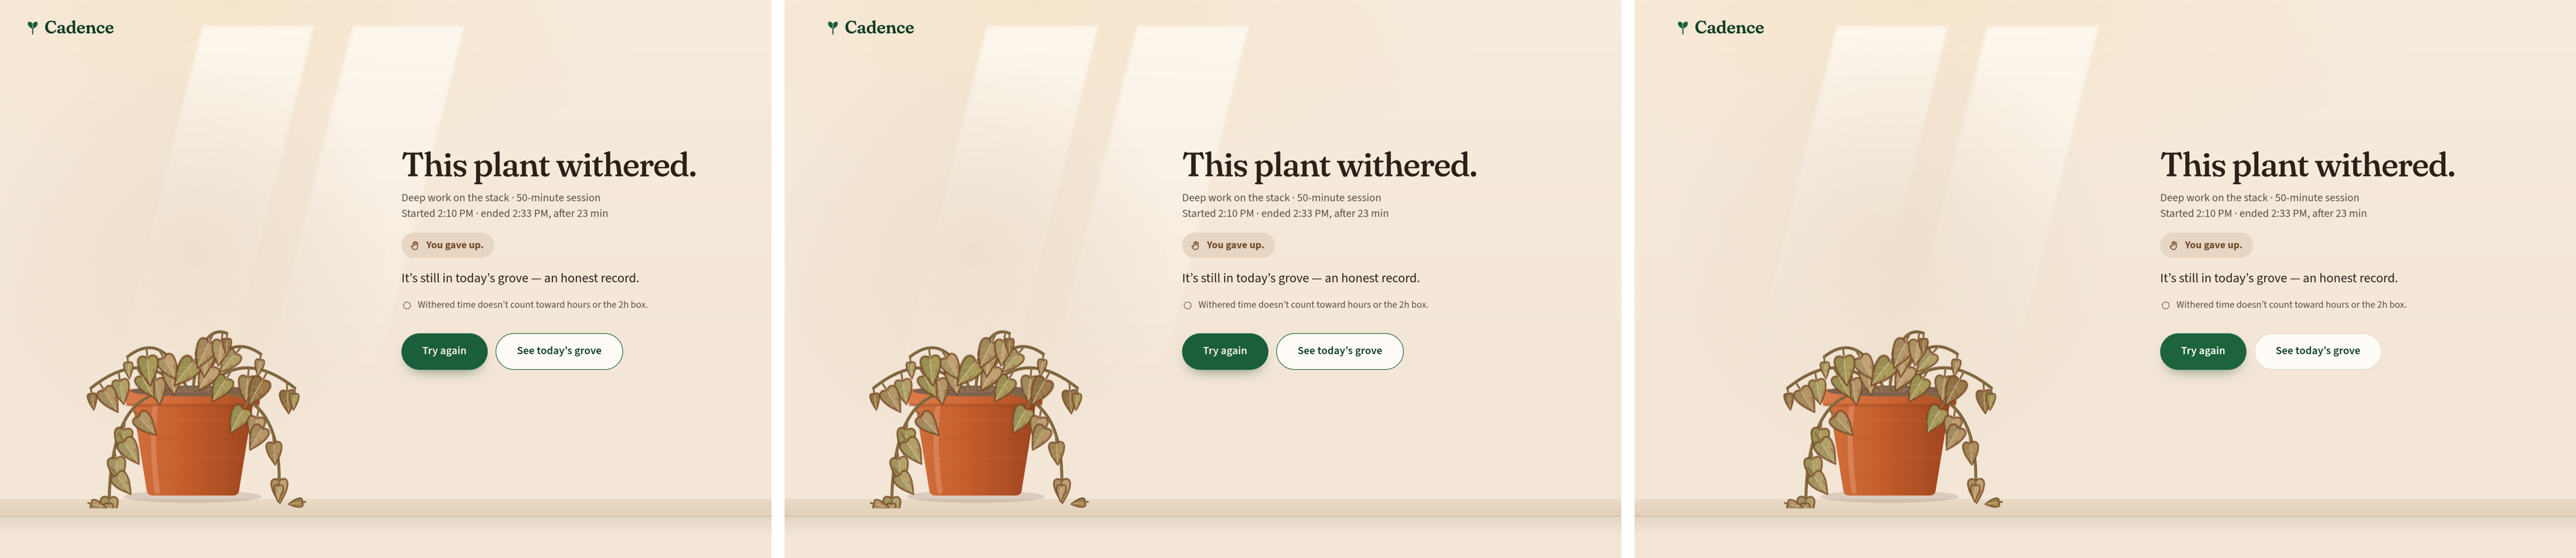 Cadence
This plant withered.
Deep work on the stack · 50-minute session
Started 2:10 PM · ended 2:33 PM, after 23 min
You gave up.
It’s still in today’s grove — an honest record.
Withered time doesn’t count toward hours or the 2h box.
Try again
See today’s grove
Cadence
This plant withered.
Deep work on the stack · 50-minute session
Started 2:10 PM · ended 2:33 PM, after 23 min
You gave up.
It’s still in today’s grove — an honest record.
Withered time doesn’t count toward hours or the 2h box.
Try again
See today’s grove
Cadence
This plant withered.
Deep work on the stack · 50-minute session
Started 2:10 PM · ended 2:33 PM, after 23 min
You gave up.
It’s still in today’s grove — an honest record.
Withered time doesn’t count toward hours or the 2h box.
Try again
See today’s grove